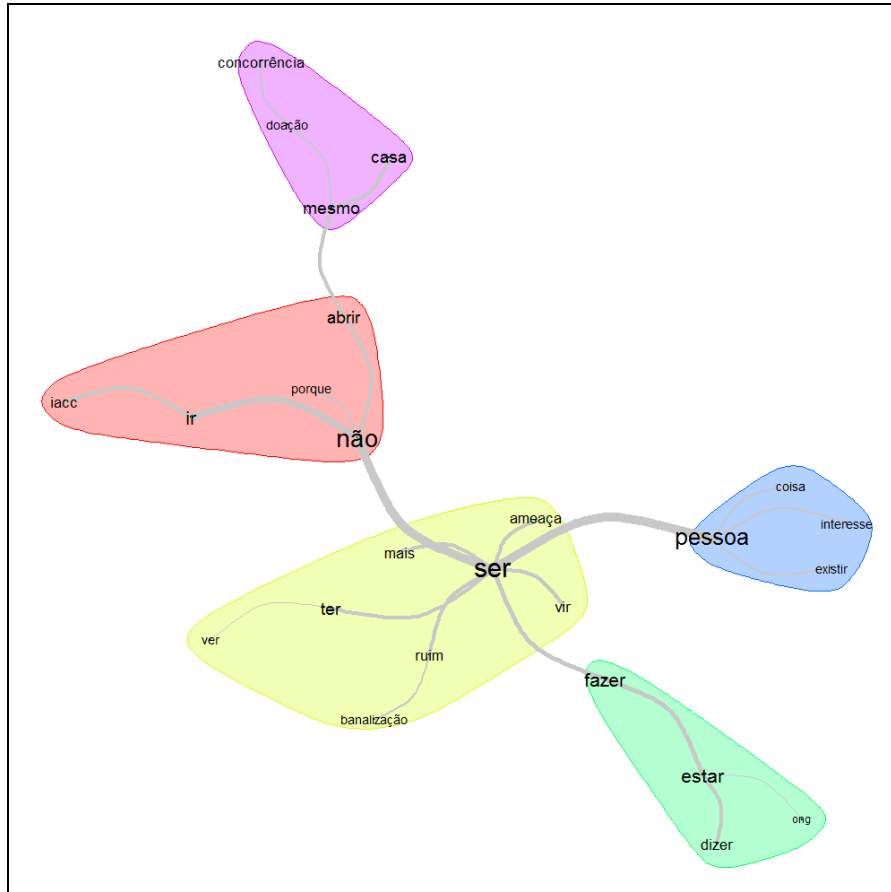 concorrência
doação
casa
mesmo
abrir
porque
iacc
ir
não
coisa
interesse
pessoa
existir
ameaça
mais
ser
ter
vir
ver
ruim
banalização
fazer
estar
omg
dizer